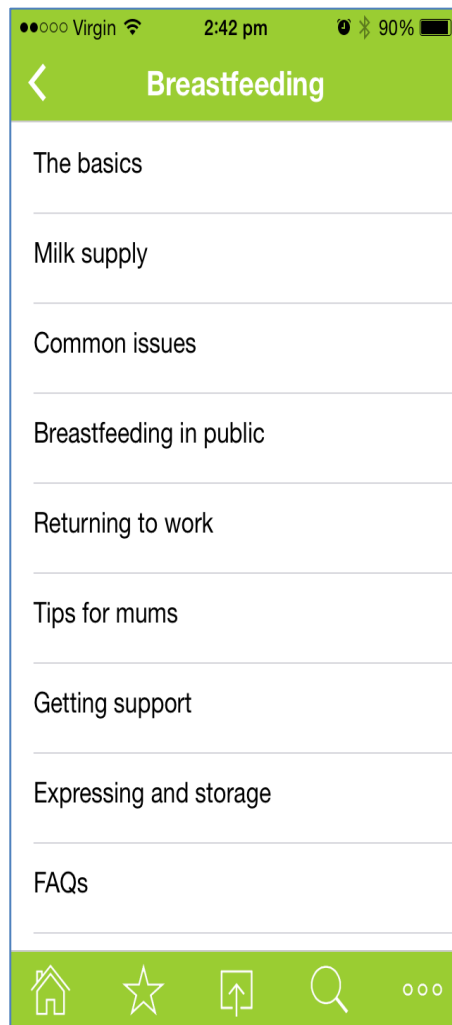 Virgin 2:42 pm 90%
Breastfeeding
The basics
Milk supply
Common issues
Breastfeeding in public
Returning to work
Tips for mums
Getting support
Expressing and storage
FAQs